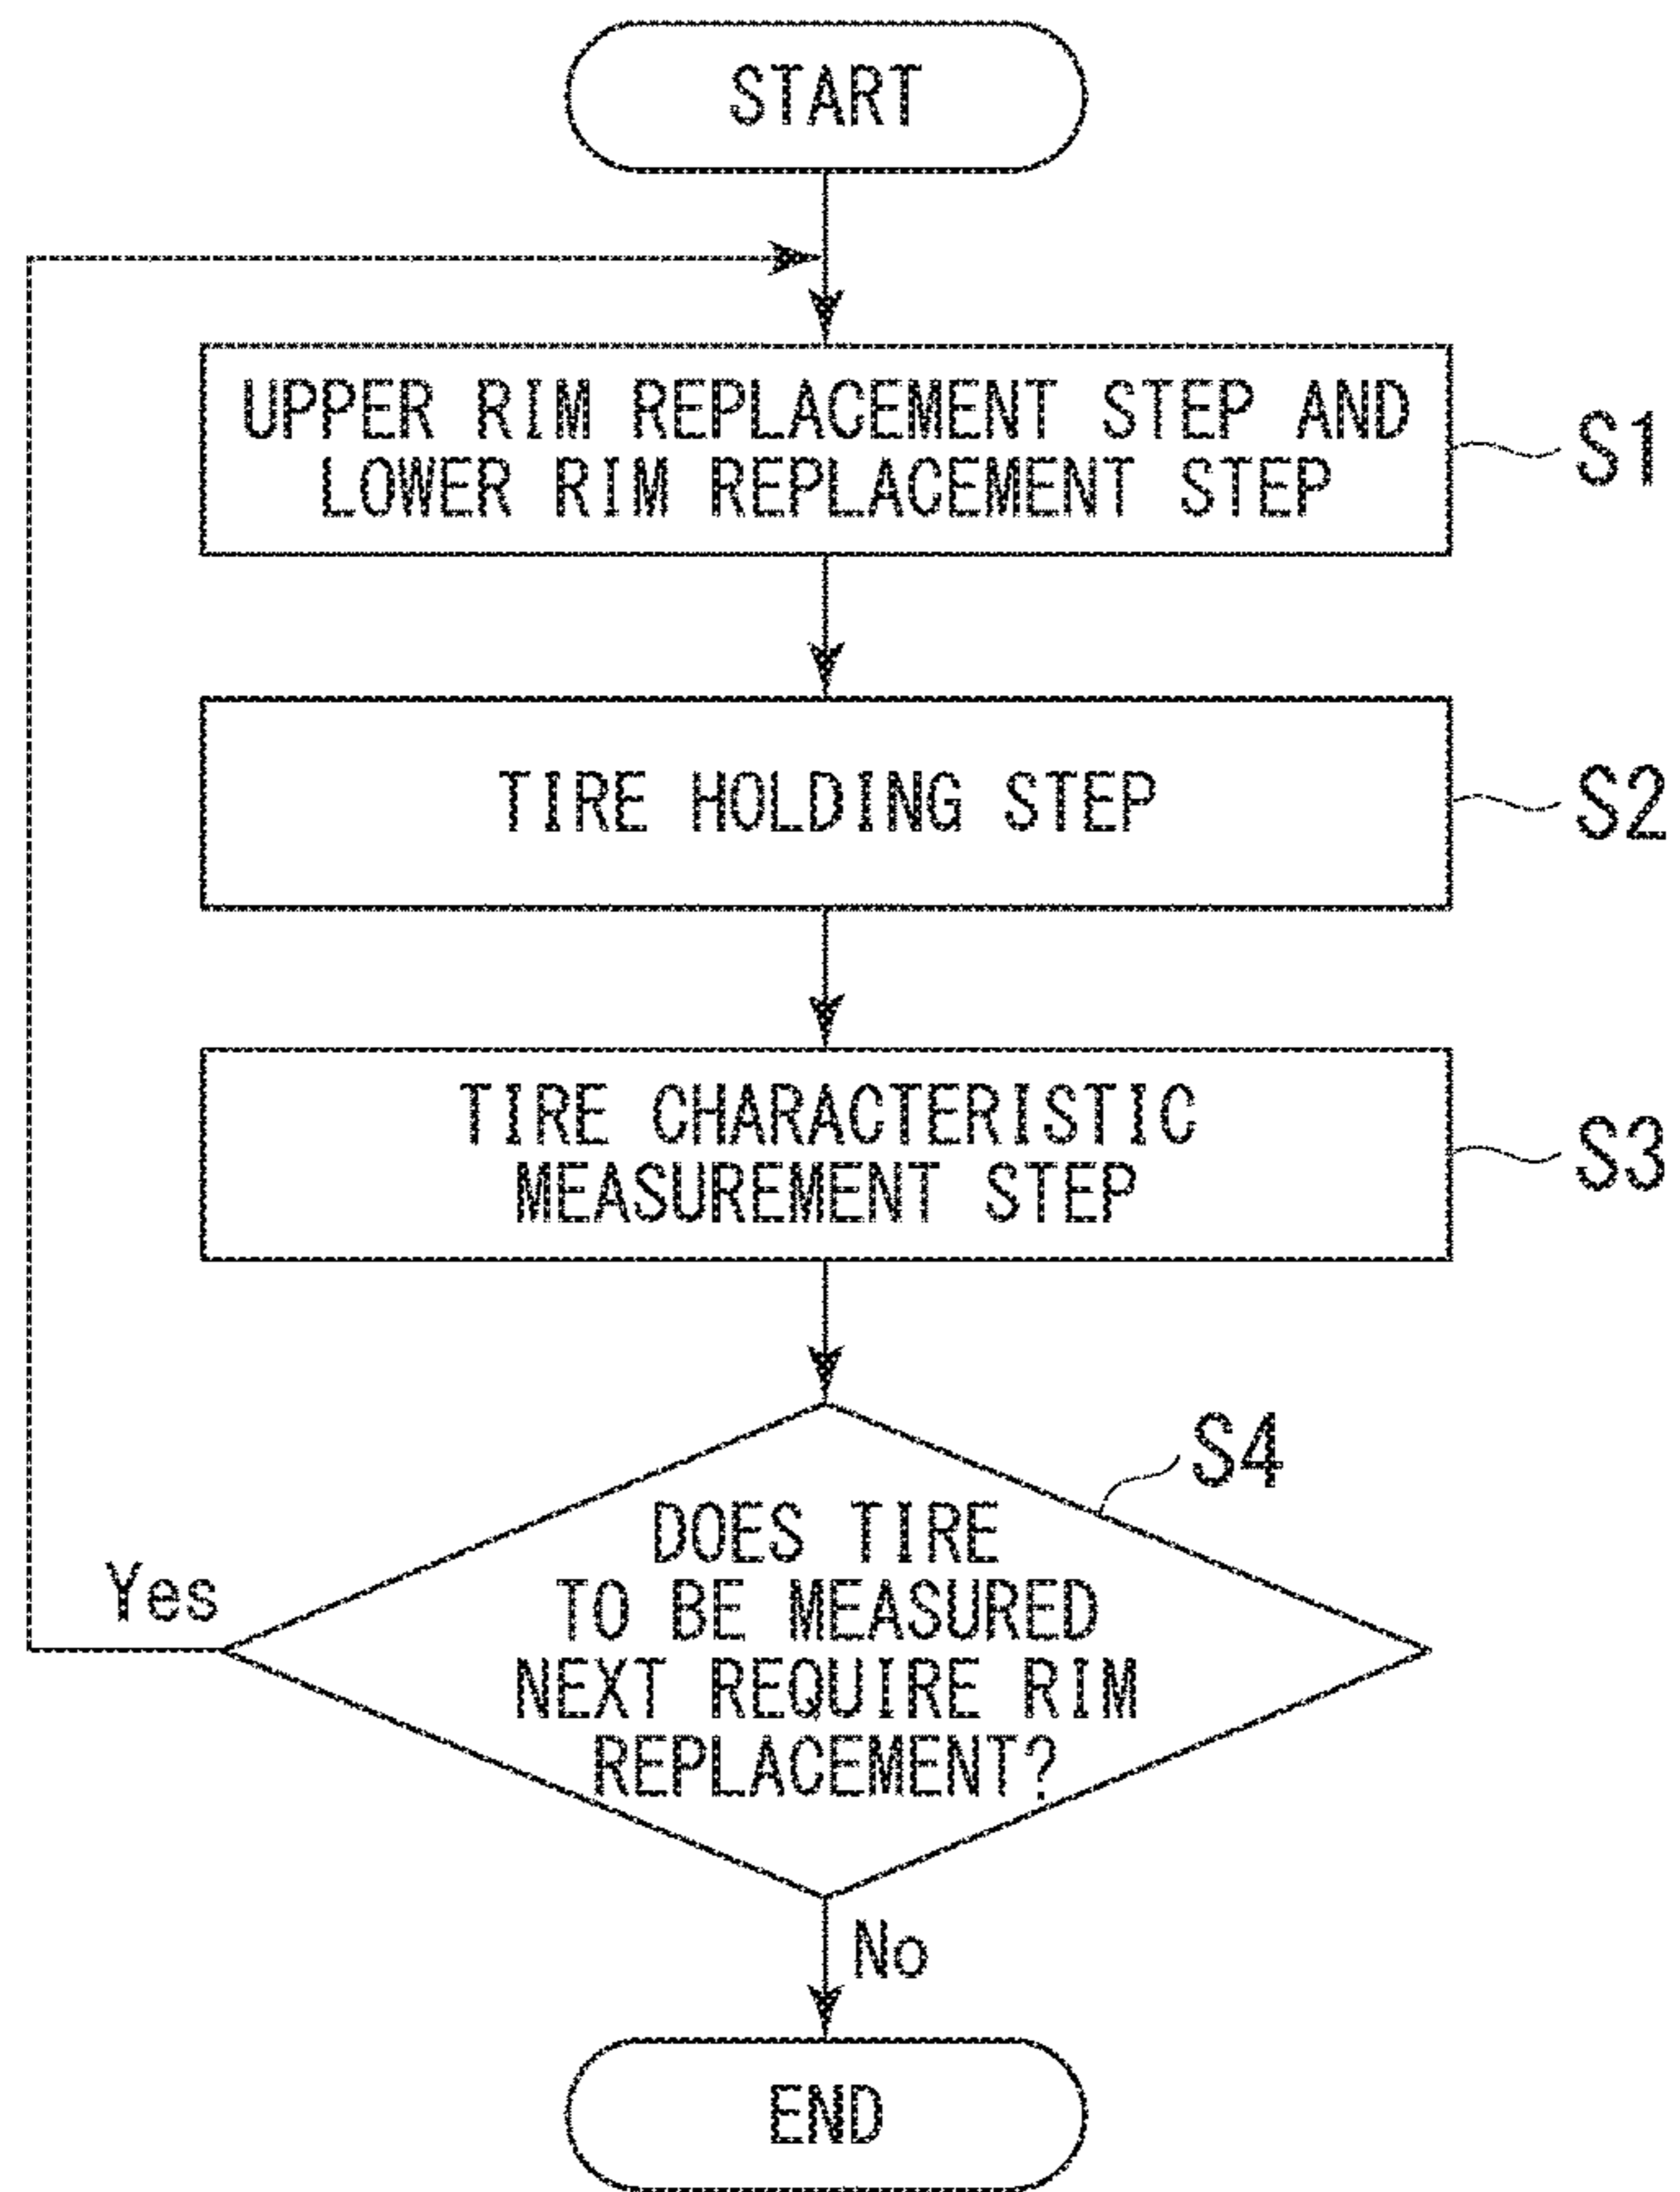 START
UPPER RIM REPLACEMENT STEP AND
LOWER RIM REPLACEMENT STEP
S1
TIRE HOLDING STEP
S2
TIRE CHARACTERISTIC
MEASUREMENT STEP
S3
S4
DOES TIRE
TO BE MEASURED
NEXT REQUIRE RIM
REPLACEMENT?
Yes
No
END